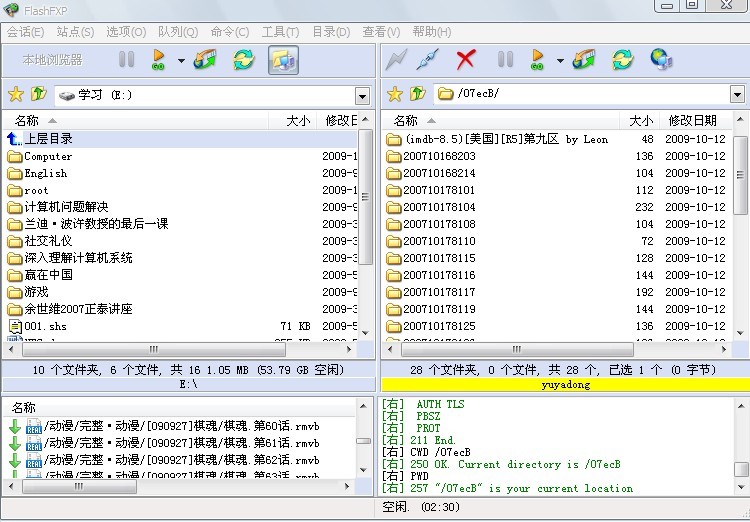 FlashFXP
会话(E) 站点(S) 选项(O) 队列(Q) 命令(C) 工具(T) 目录(D) 查看(V) 帮助(H)
本地浏览器
学习 (E:)
/07ecB/
名称 大小 修改日
上层目录
Computer 2009-1
English 2009-9
root 2009-1
计算机问题解决 2009-9
兰迪·波许教授的最后一课 2009-3
社交礼仪 2009-3
深入理解计算机系统 2009-3
赢在中国 2009-5
游戏 2009-9
余世维2007正泰讲座 2009-3
001.shs 71 KB 2009-5
名称 大小 修改日期
(imdb-8.5)[美国][R5]第九区 by Leon 48 2009-10-12
200710168203 136 2009-10-12
200710168214 104 2009-10-12
200710178101 112 2009-10-12
200710178104 232 2009-10-12
200710178108 104 2009-10-12
200710178110 72 2009-10-12
200710178115 128 2009-10-12
200710178116 144 2009-10-12
200710178117 192 2009-10-12
200710178119 144 2009-10-12
200710178125 136 2009-10-12
10 个文件夹, 6 个文件, 共 16 1.05 MB (53.79 GB 空闲)
E:\
28 个文件夹, 0 个文件, 共 28 个, 已选 1 个 (0 字节)
yuyadong
名称
/动漫/完整·动漫/[090927]棋魂/棋魂.第60话.rmvb
/动漫/完整·动漫/[090927]棋魂/棋魂.第61话.rmvb
/动漫/完整·动漫/[090927]棋魂/棋魂.第62话.rmvb
/动漫/完整·动漫/[090927]棋魂/棋魂.第63话.rmvb
[右] AUTH TLS
[右] PBSZ
[右] PROT
[右] 211 End.
[右] CWD /07ecB
[右] 250 OK. Current directory is /07ecB
[右] PWD
[右] 257 "/07ecB" is your current location
空闲. (02:30)